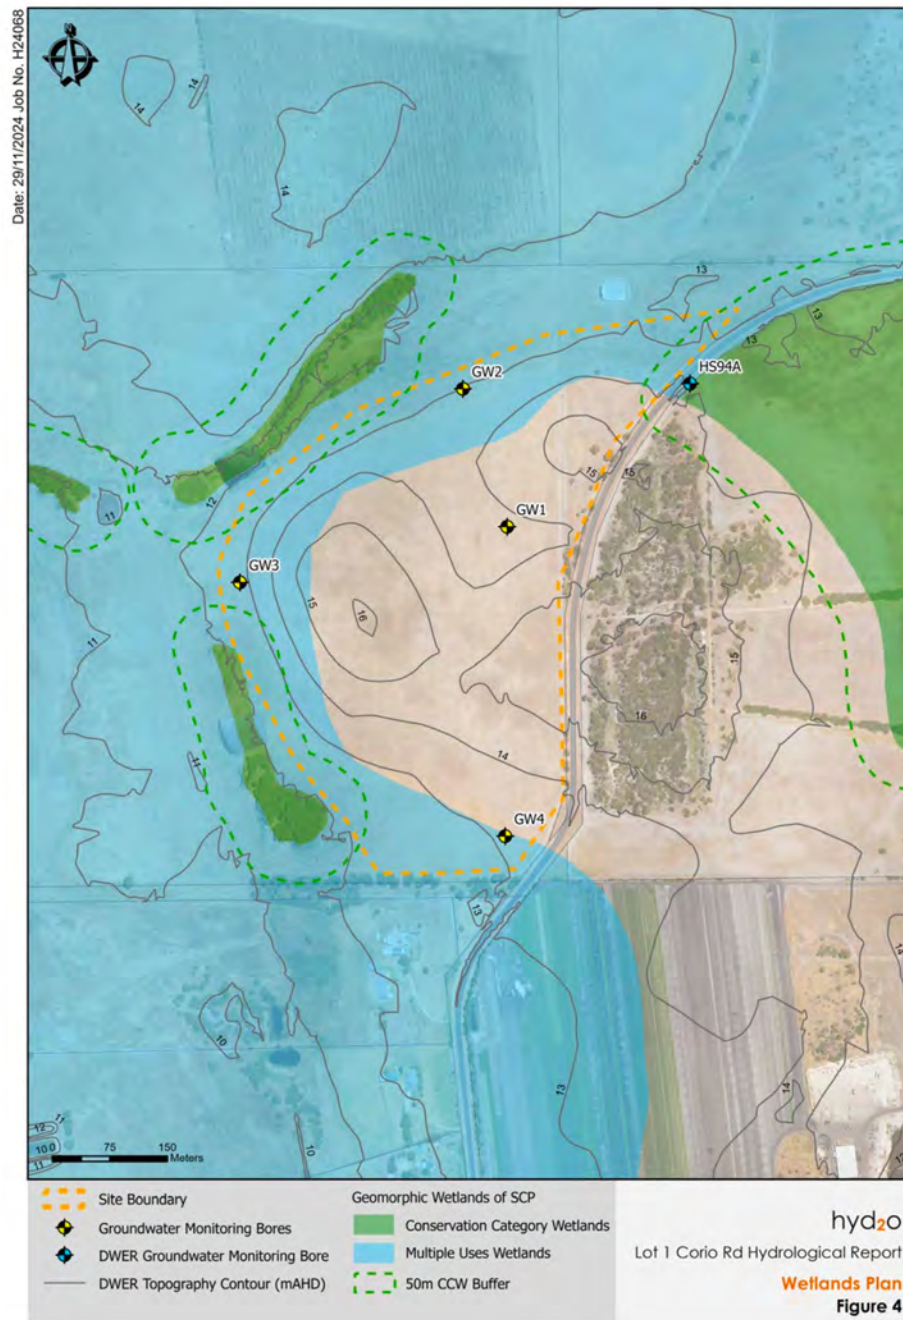 Date: 29/11/2024 Job No. H24068
14
14
14
13
13
13
GW2
HS94A
15
15
GW1
11
12
GW3
15
16
11
15
16
14
11
GW4
13
14
10
13
14
11
12
10
11
10
12
0 75 150
Meters
Site Boundary
Groundwater Monitoring Bores
DWER Groundwater Monitoring Bore
DWER Topography Contour (mAHD)
Geomorphic Wetlands of SCP
Conservation Category Wetlands
Multiple Uses Wetlands
50m CCW Buffer
hyd2o
Lot 1 Corio Rd Hydrological Report
Wetlands Plan
Figure 4